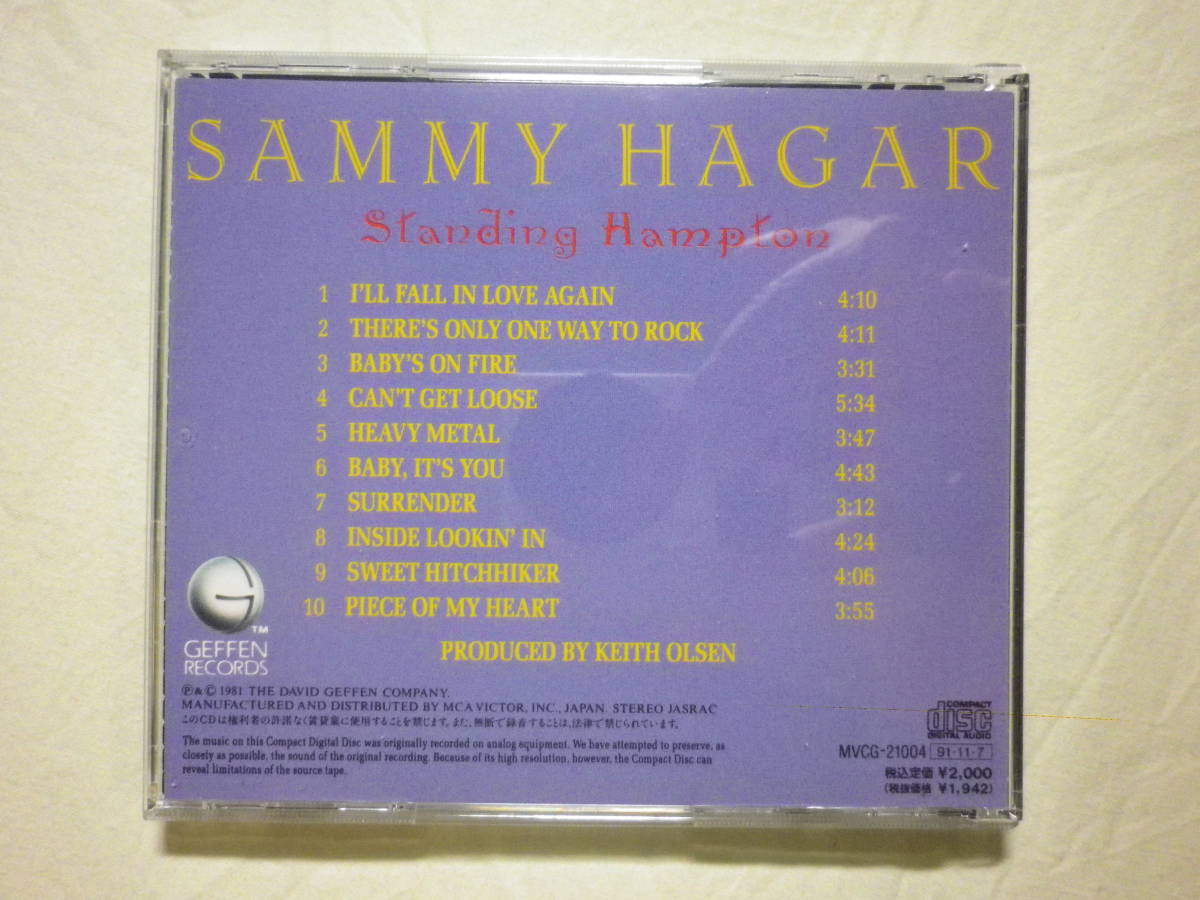 SAMMY HAGAR
Standing Hampton
1 I'LL FALL IN LOVE AGAIN 4:10
2 THERE'S ONLY ONE WAY TO ROCK 4:11
3 BABY'S ON FIRE 3:31
4 CAN'T GET LOOSE 5:34
5 HEAVY METAL 3:47
6 BABY, IT'S YOU 4:43
7 SURRENDER 3:12
8 INSIDE LOOKIN' IN 4:24
9 SWEET HITCHHIKER 4:06
10 PIECE OF MY HEART 3:55
PRODUCED BY KEITH OLSEN
G TM
GEFFEN
RECORDS
℗&© 1981 THE DAVID GEFFEN COMPANY.
MANUFACTURED AND DISTRIBUTED BY MCA VICTOR, INC., JAPAN. STEREO JASRAC
このCDは権利者の許諾なく賃貸業に使用することを禁じます。また、無断で録音することは、法律で禁じられています。
The music on this Compact Digital Disc was originally recorded on analog equipment. We have attempted to preserve, as
closely as possible, the sound of the original recording. Because of its high resolution, however, the Compact Disc can
reveal limitations of the source tape.
COMPACT
disc
DIGITAL AUDIO
MVCG-21004 91·11·7
税込定価 ¥2,000
(税抜価格 ¥1,942)